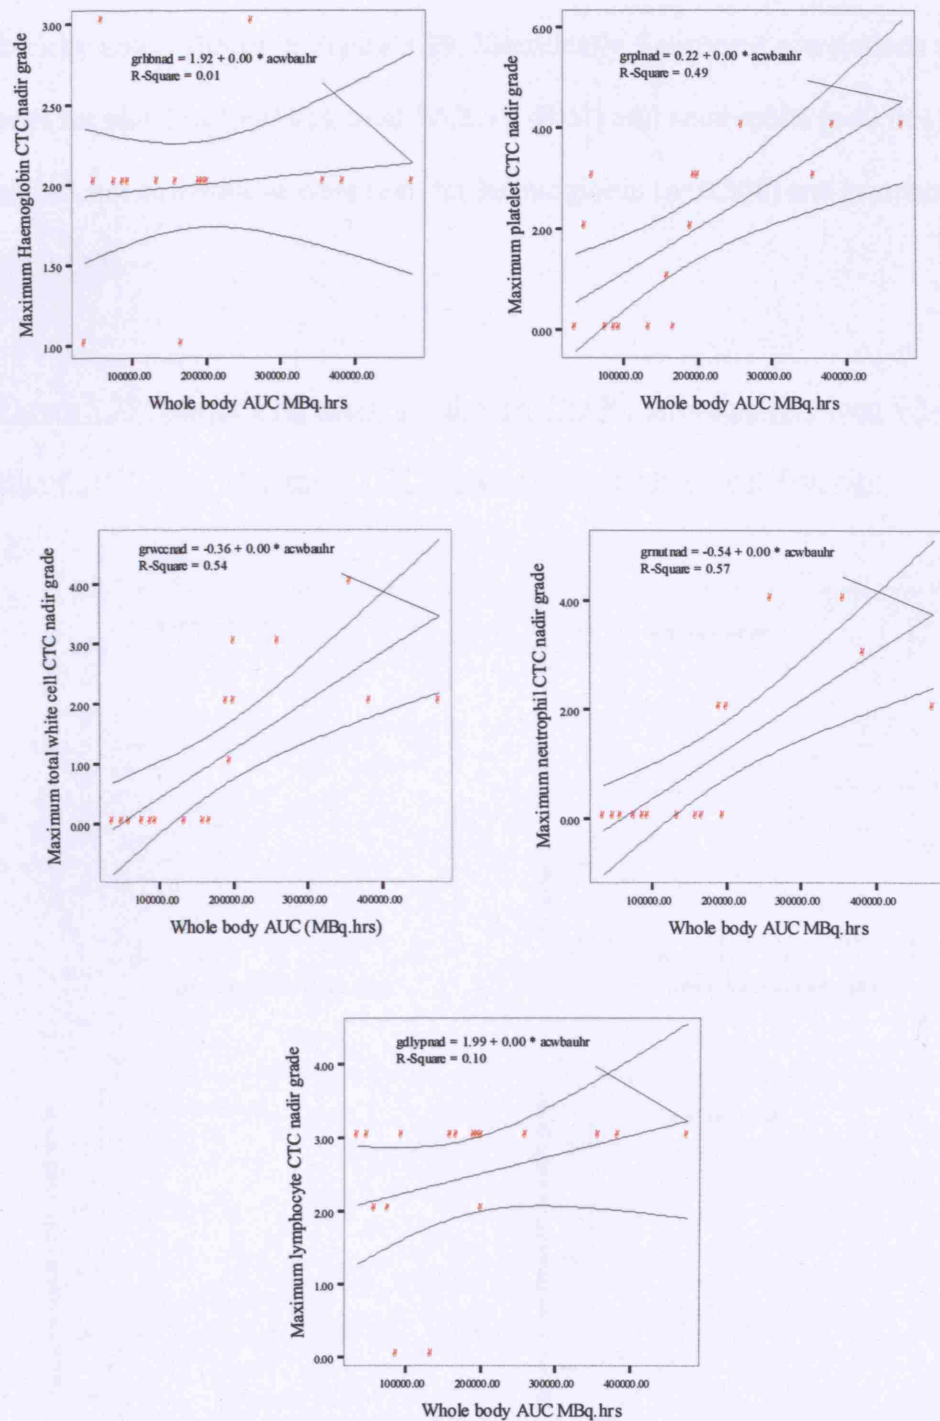 Maximum Haemoglobin CTC nadir grade
3.00
2.50
2.00
1.50
1.00
grhbnad = 1.92 + 0.00 * acwbauhr
R-Square = 0.01
100000.00 200000.00 300000.00 400000.00
Whole body AUC MBq.hrs
Maximum platelet CTC nadir grade
6.00
4.00
2.00
0.00
grplnad = 0.22 + 0.00 * acwbauhr
R-Square = 0.49
100000.00 200000.00 300000.00 400000.00
Whole body AUC MBq.hrs
Maximum total white cell CTC nadir grade
4.00
3.00
2.00
1.00
0.00
grwccnad = -0.36 + 0.00 * acwbauhr
R-Square = 0.54
100000.00 200000.00 300000.00 400000.00
Whole body AUC (MBq.hrs)
Maximum neutrophil CTC nadir grade
4.00
2.00
0.00
grnutnad = -0.54 + 0.00 * acwbauhr
R-Square = 0.57
100000.00 200000.00 300000.00 400000.00
Whole body AUC MBq.hrs
Maximum lymphocyte CTC nadir grade
4.00
3.00
2.00
1.00
0.00
gdlypnad = 1.99 + 0.00 * acwbauhr
R-Square = 0.10
100000.00 200000.00 300000.00 400000.00
Whole body AUC MBq.hrs